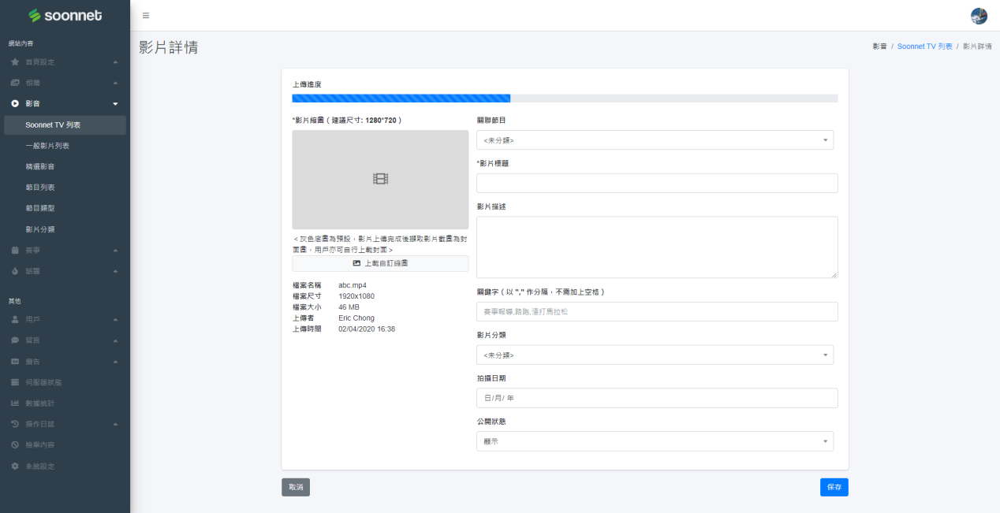 soonnet
網站內容
首頁設定
相簿
影音
Soonnet TV 列表
一般影片列表
精選影音
節目列表
節目類型
影片分類
賽事
話題
其他
用戶
留言
廣告
伺服器狀態
數據統計
操作日誌
檢舉內容
系統設定
影片詳情
影音 / Soonnet TV 列表 / 影片詳情
上傳進度
*影片縮圖 ( 建議尺寸: 1280*720 )
< 灰色底圖為預設，影片上傳完成後擷取影片截圖為封
面圖，用戶亦可自行上載封面 >
上載自訂縮圖
檔案名稱 abc.mp4
檔案尺寸 1920x1080
檔案大小 46 MB
上傳者 Eric Chong
上傳時間 02/04/2020 16:38
關聯節目
<未分類>
*影片標題
影片描述
關鍵字 ( 以 "," 作分隔，不需加上空格 )
賽事報導,路跑,渣打馬拉松
影片分類
<未分類>
拍攝日期
日/月/ 年
公開狀態
顯示
取消
保存